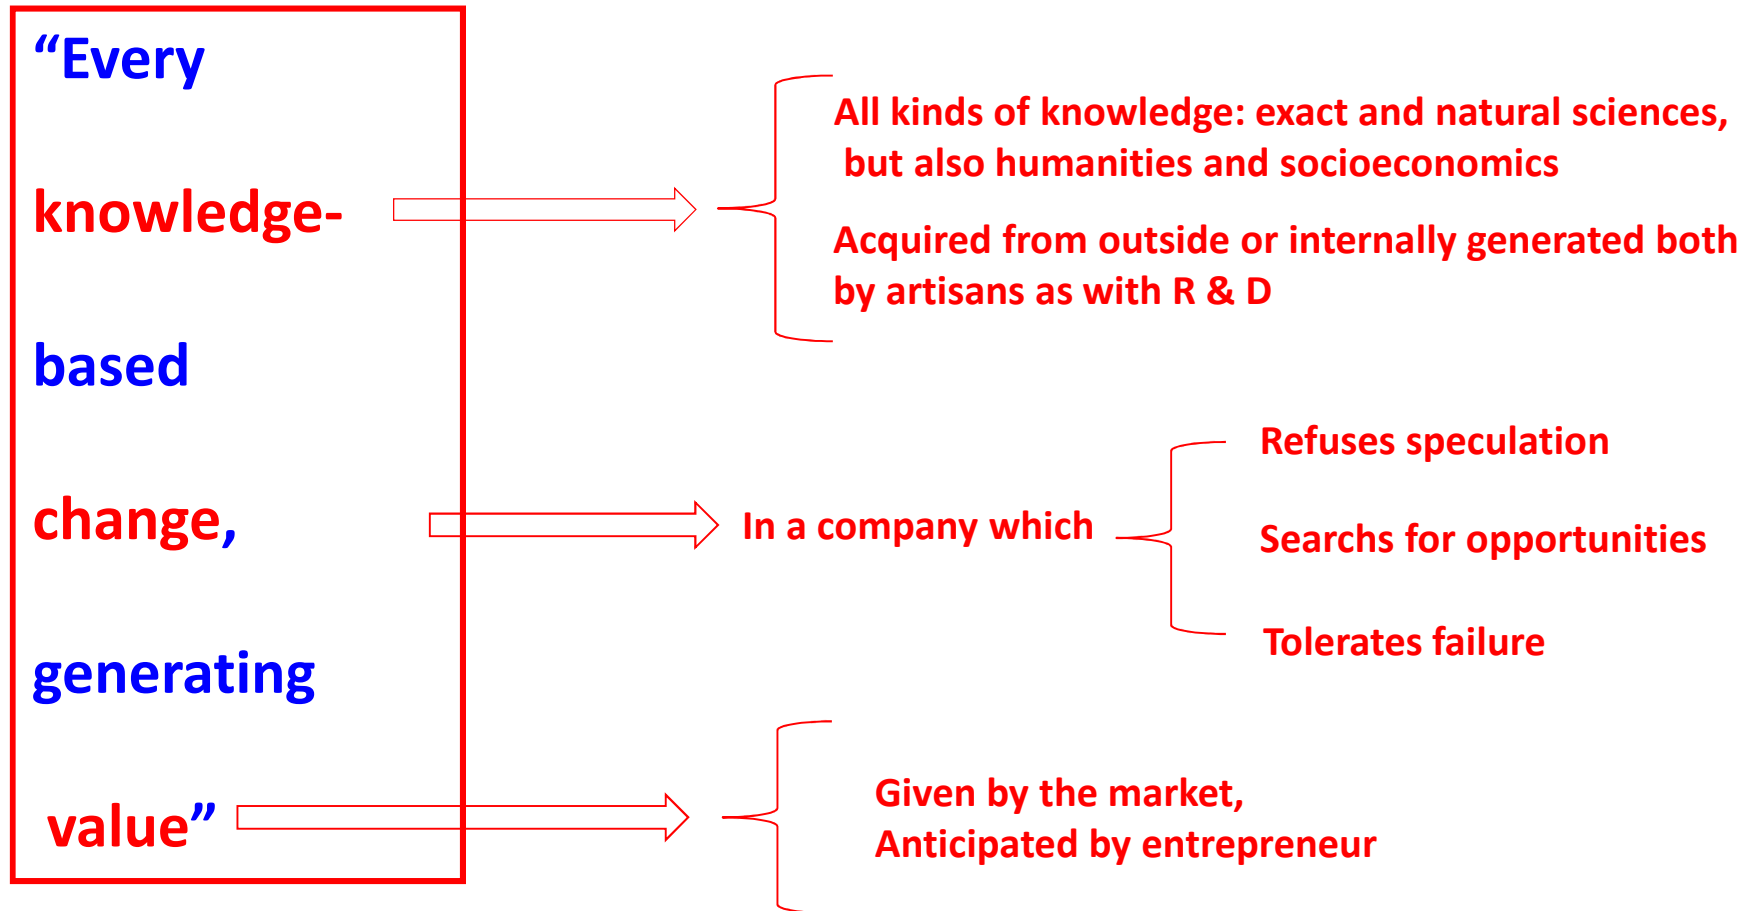 “Every
knowledge-
based
change,
generating
value”
All kinds of knowledge: exact and natural sciences,
but also humanities and socioeconomics
Acquired from outside or internally generated both
by artisans as with R & D
In a company which
Refuses speculation
Searchs for opportunities
Tolerates failure
Given by the market,
Anticipated by entrepreneur